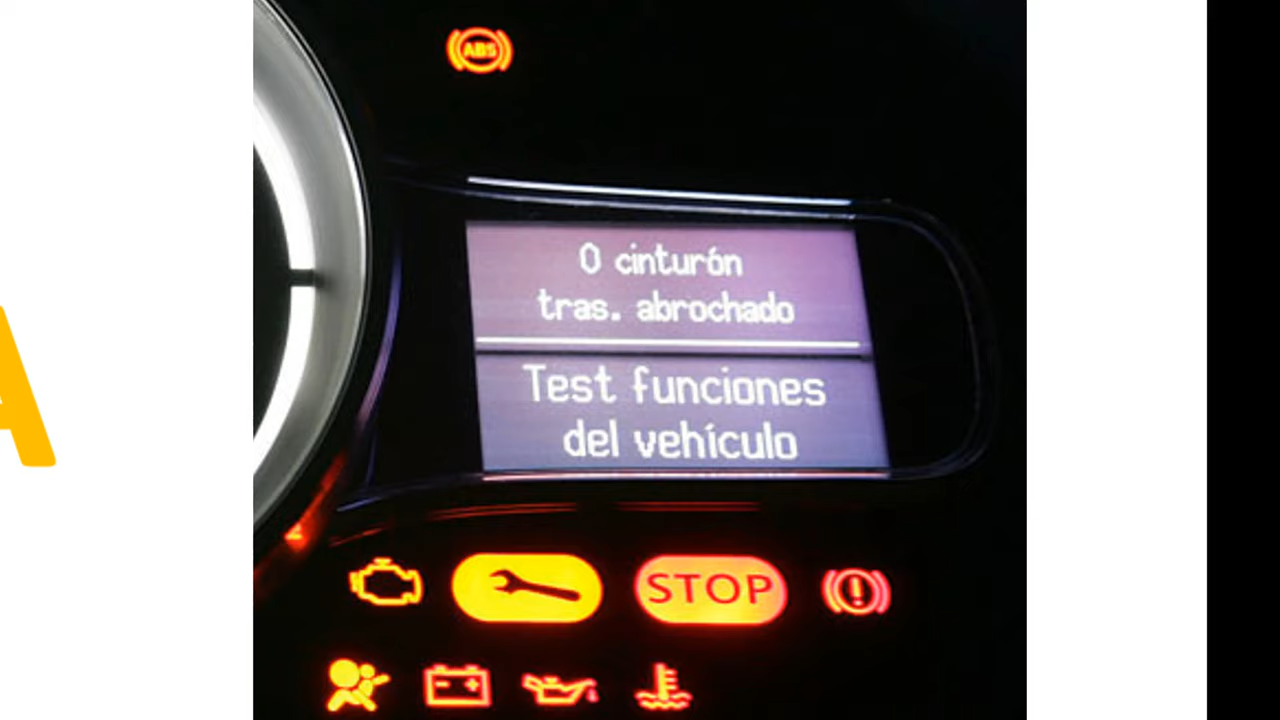 A
ABS
0 cinturón
tras. abrochado
Test funciones
del vehículo
STOP